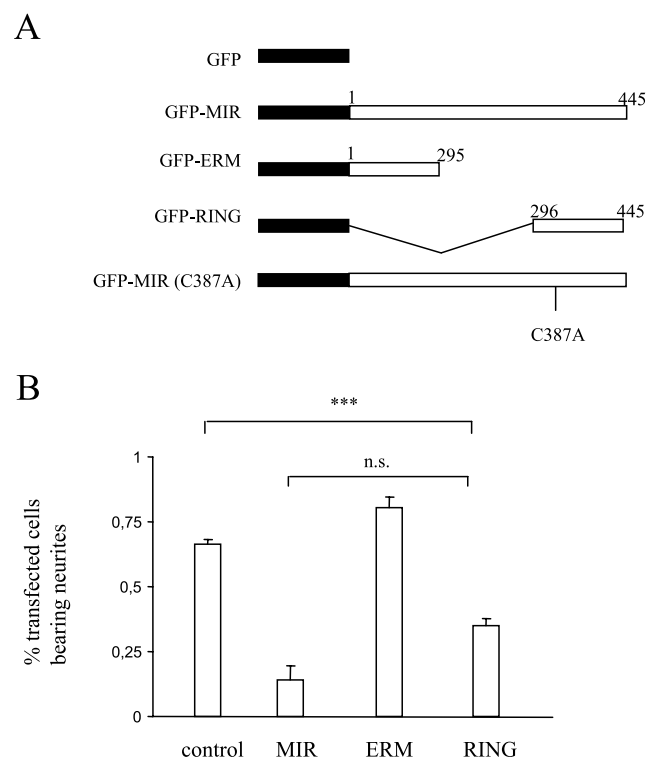 A
GFP
GFP-MIR
1
445
GFP-ERM
1
295
GFP-RING
296
445
GFP-MIR (C387A)
C387A
B
***
n.s.
% transfected cells
bearing neurites
1
0,75
0,5
0,25
0
control MIR ERM RING